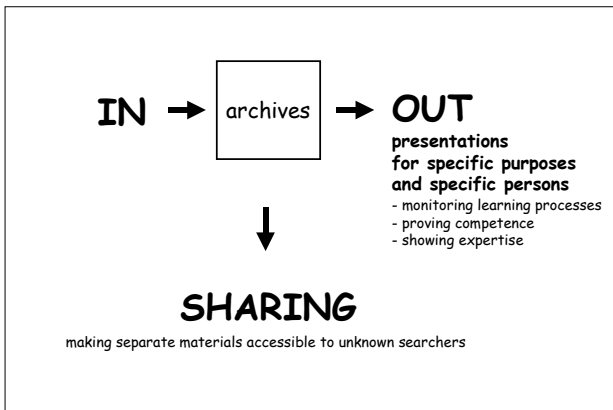 IN
archives
OUT
presentations
for specific purposes
and specific persons
- monitoring learning processes
- proving competence
- showing expertise
SHARING
making separate materials accessible to unknown searchers